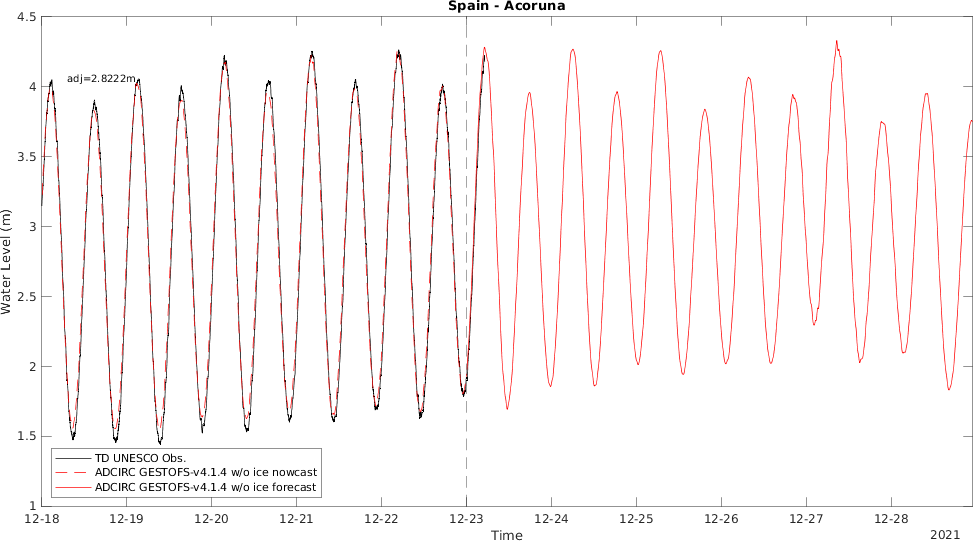 Spain - Acoruna
4.5
4
3.5
3
2.5
2
1.5
1
Water Level (m)
adj=2.8222m
TD UNESCO Obs.
ADCIRC GESTOFS-v4.1.4 w/o ice nowcast
ADCIRC GESTOFS-v4.1.4 w/o ice forecast
12-18 12-19 12-20 12-21 12-22 12-23 12-24 12-25 12-26 12-27 12-28
Time
2021